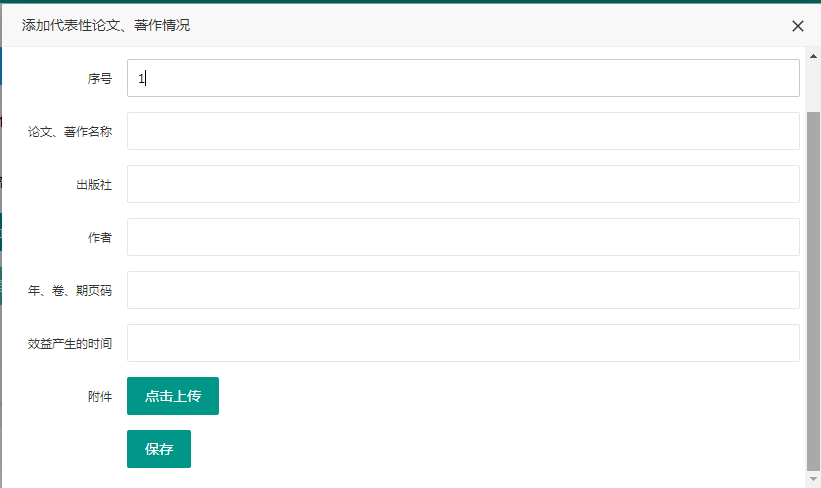 添加代表性论文、著作情况
序号
1
论文、著作名称
出版社
作者
年、卷、期页码
效益产生的时间
附件
点击上传
保存